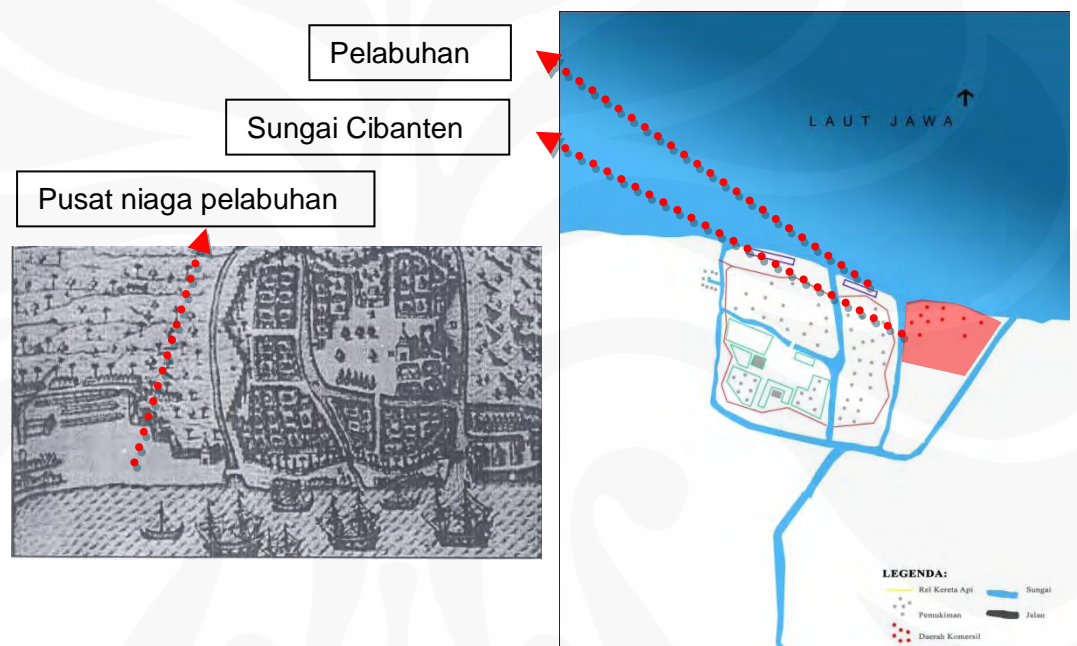 Pelabuhan
Sungai Cibanten
Pusat niaga pelabuhan
LAUT JAWA
LEGENDA:
Rel Kereta Api
Sungai
Pemukiman
Jalan
Daerah Komersil